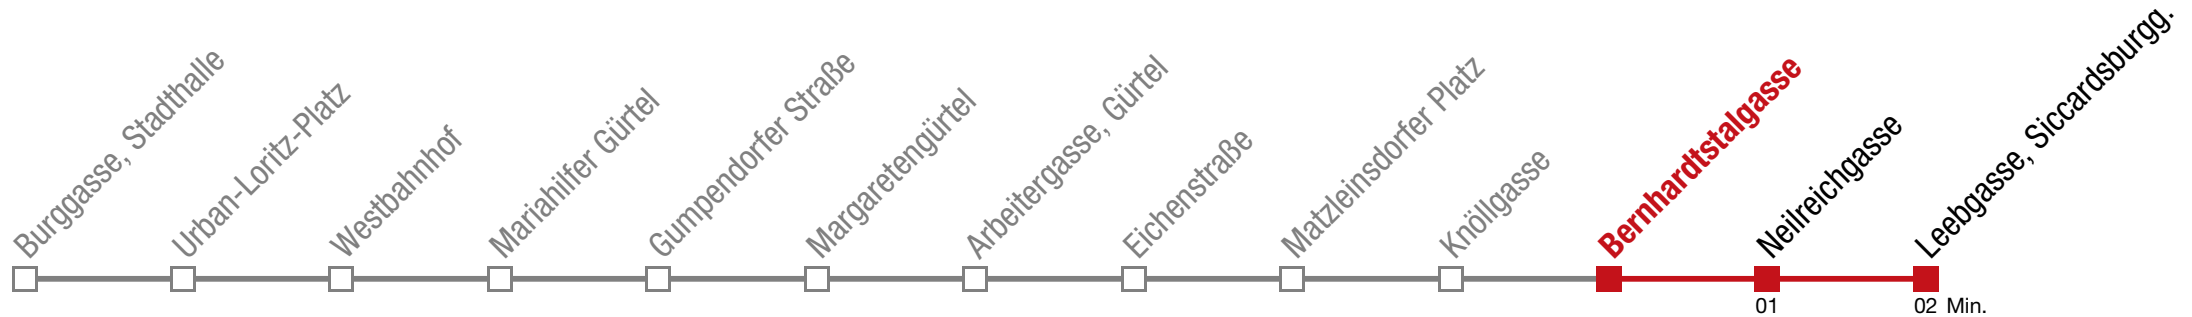 Burggasse, Stadthalle
Urban-Loritz-Platz
Westbahnhof
Mariahilfer Gürtel
Gumpendorfer Straße
Margaretengürtel
Arbeitergasse, Gürtel
Eichenstraße
Matzleinsdorfer Platz
Knöllgasse
Bernhardtstalgasse
Neilreichgasse
Leebgasse, Siccardsburgg.
01
02 Min.